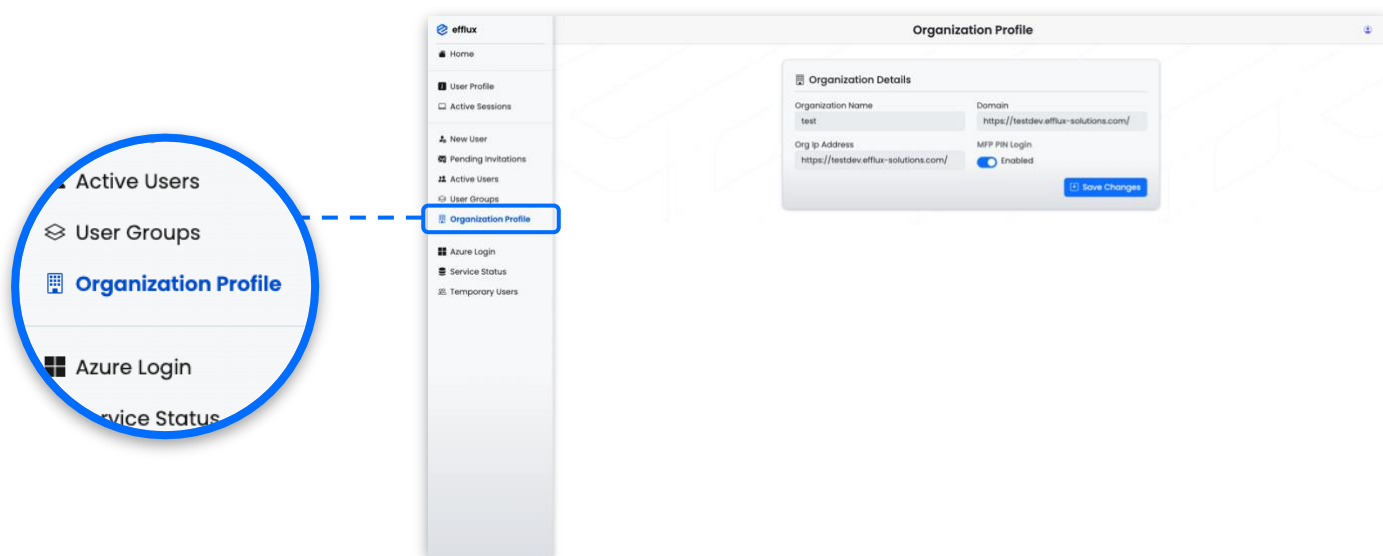 Active Users
User Groups
Organization Profile
Azure Login
rvice Status
efflux
Home
User Profile
Active Sessions
New User
Pending Invitations
Active Users
User Groups
Organization Profile
Azure Login
Service Status
Temporary Users
Organization Profile
Organization Details
Organization Name
Domain
test
https://testdev.efflux-solutions.com/
Org Ip Address
MFP PIN Login
https://testdev.efflux-solutions.com/
Enabled
Save Changes